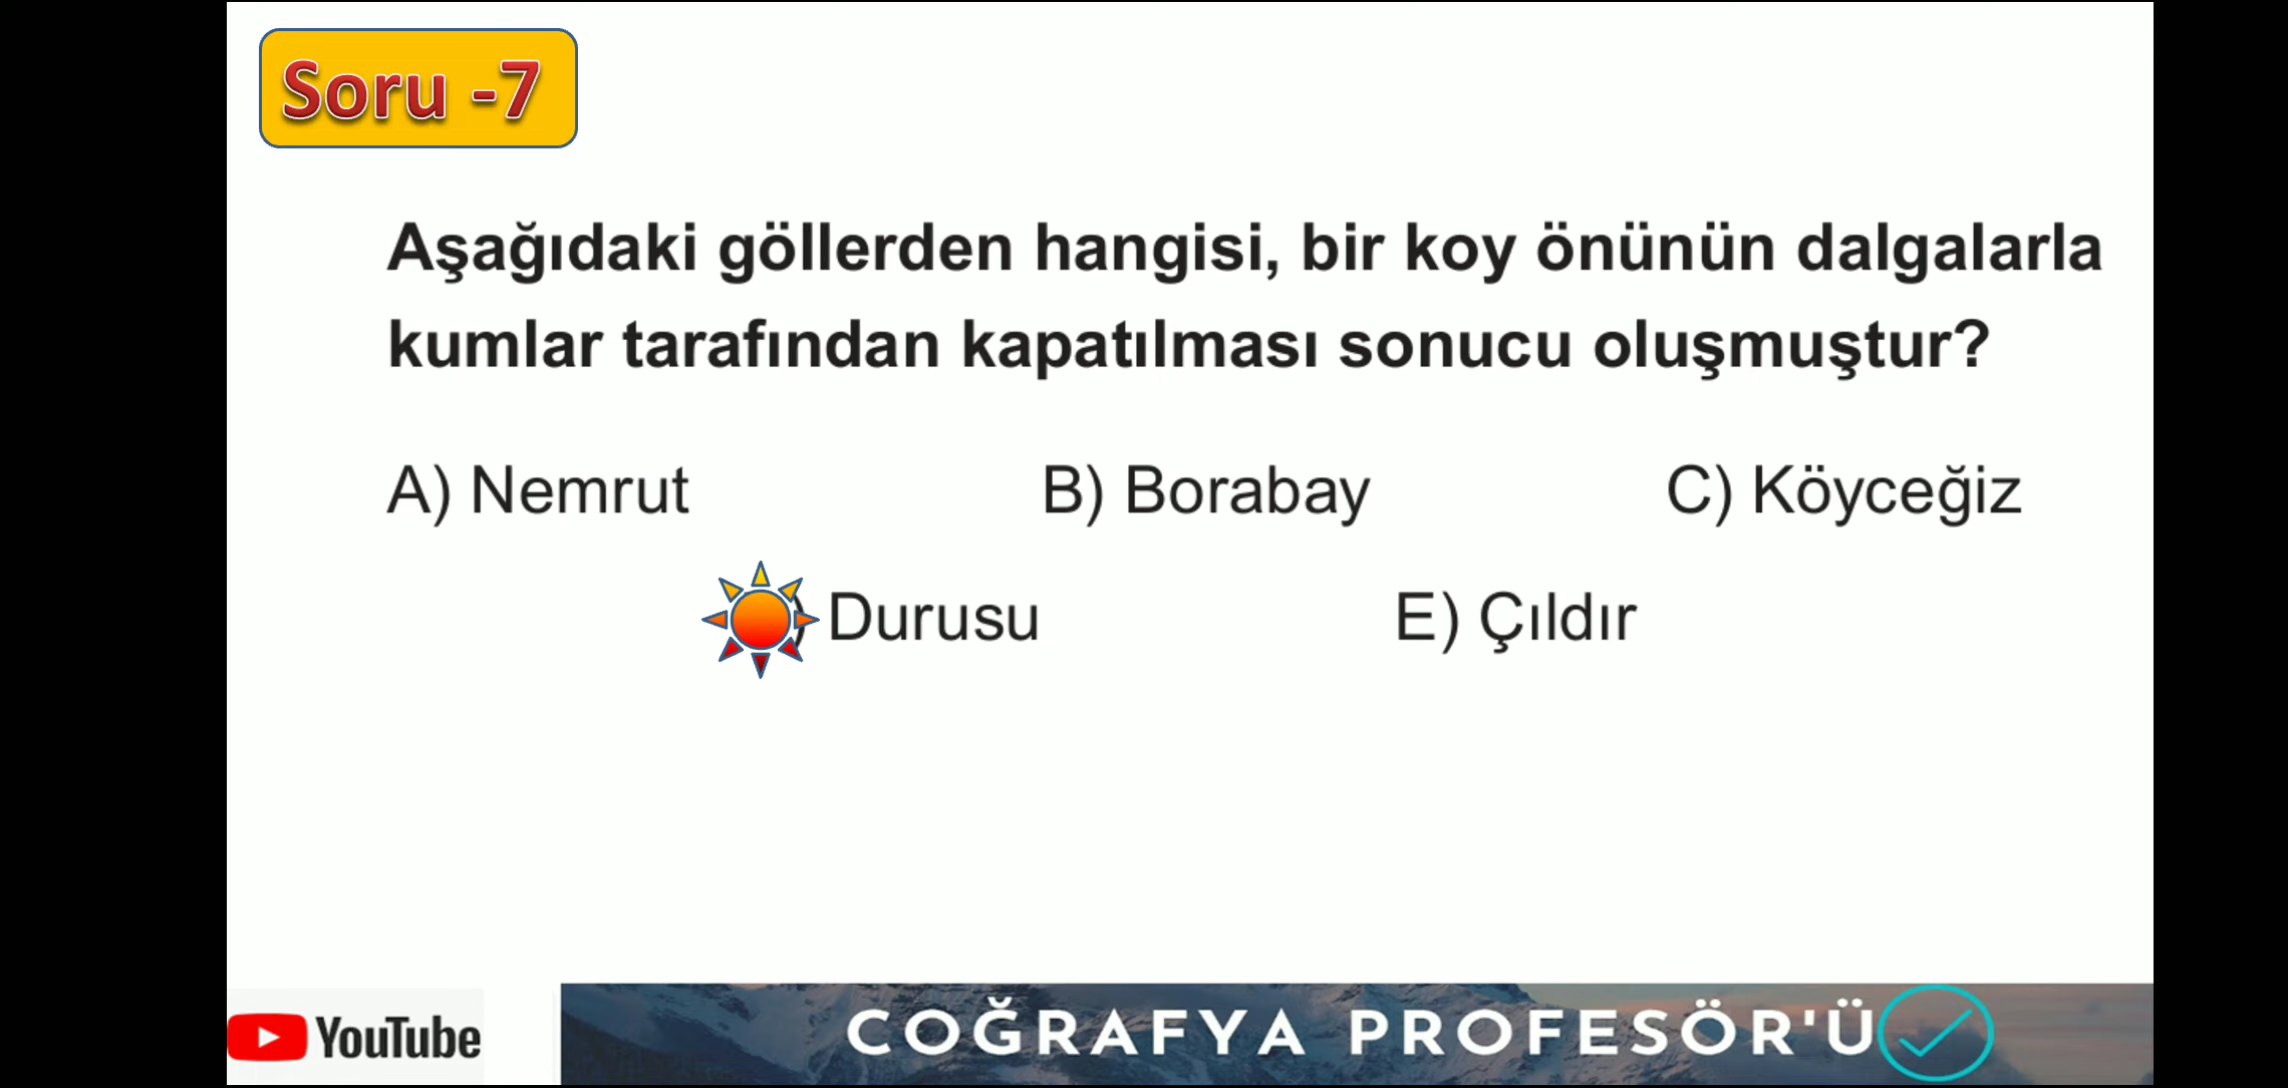 Soru -7
Aşağıdaki göllerden hangisi, bir koy önünün dalgalarla
kumlar tarafından kapatılması sonucu oluşmuştur?
A) Nemrut B) Borabay C) Köyceğiz
) Durusu E) Çıldır
YouTube COĞRAFYA PROFESÖR'Ü